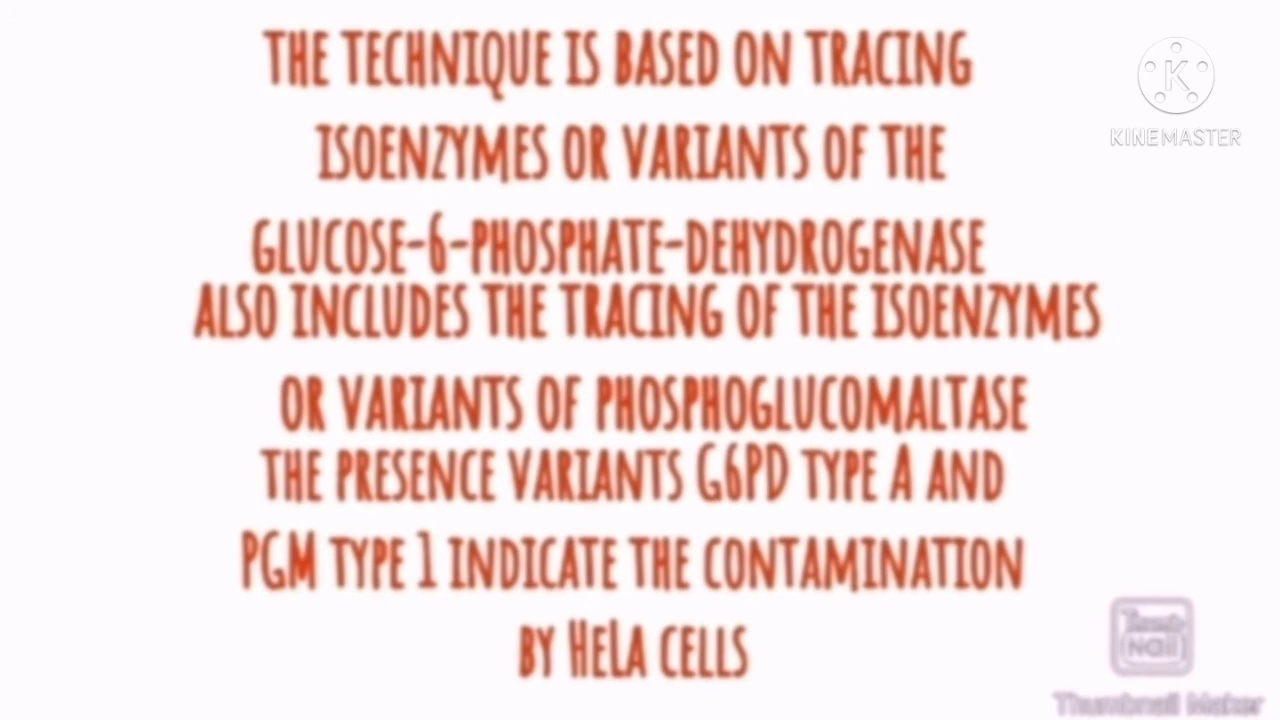 THE TECHNIQUE IS BASED ON TRACING
KINEMASTER
ISOENZYMES OR VARIANTS OF THE
GLUCOSE-6-PHOSPHATE-DEHYDROGENASE
ALSO INCLUDES THE TRACING OF THE ISOENZYMES
OR VARIANTS OF PHOSPHOGLUCOMALTASE
THE PRESENCE VARIANTS G6PD TYPE A AND
PGM TYPE 1 INDICATE THE CONTAMINATION
BY HELA CELLS
Thumb
NAil
Thumbnail Maker